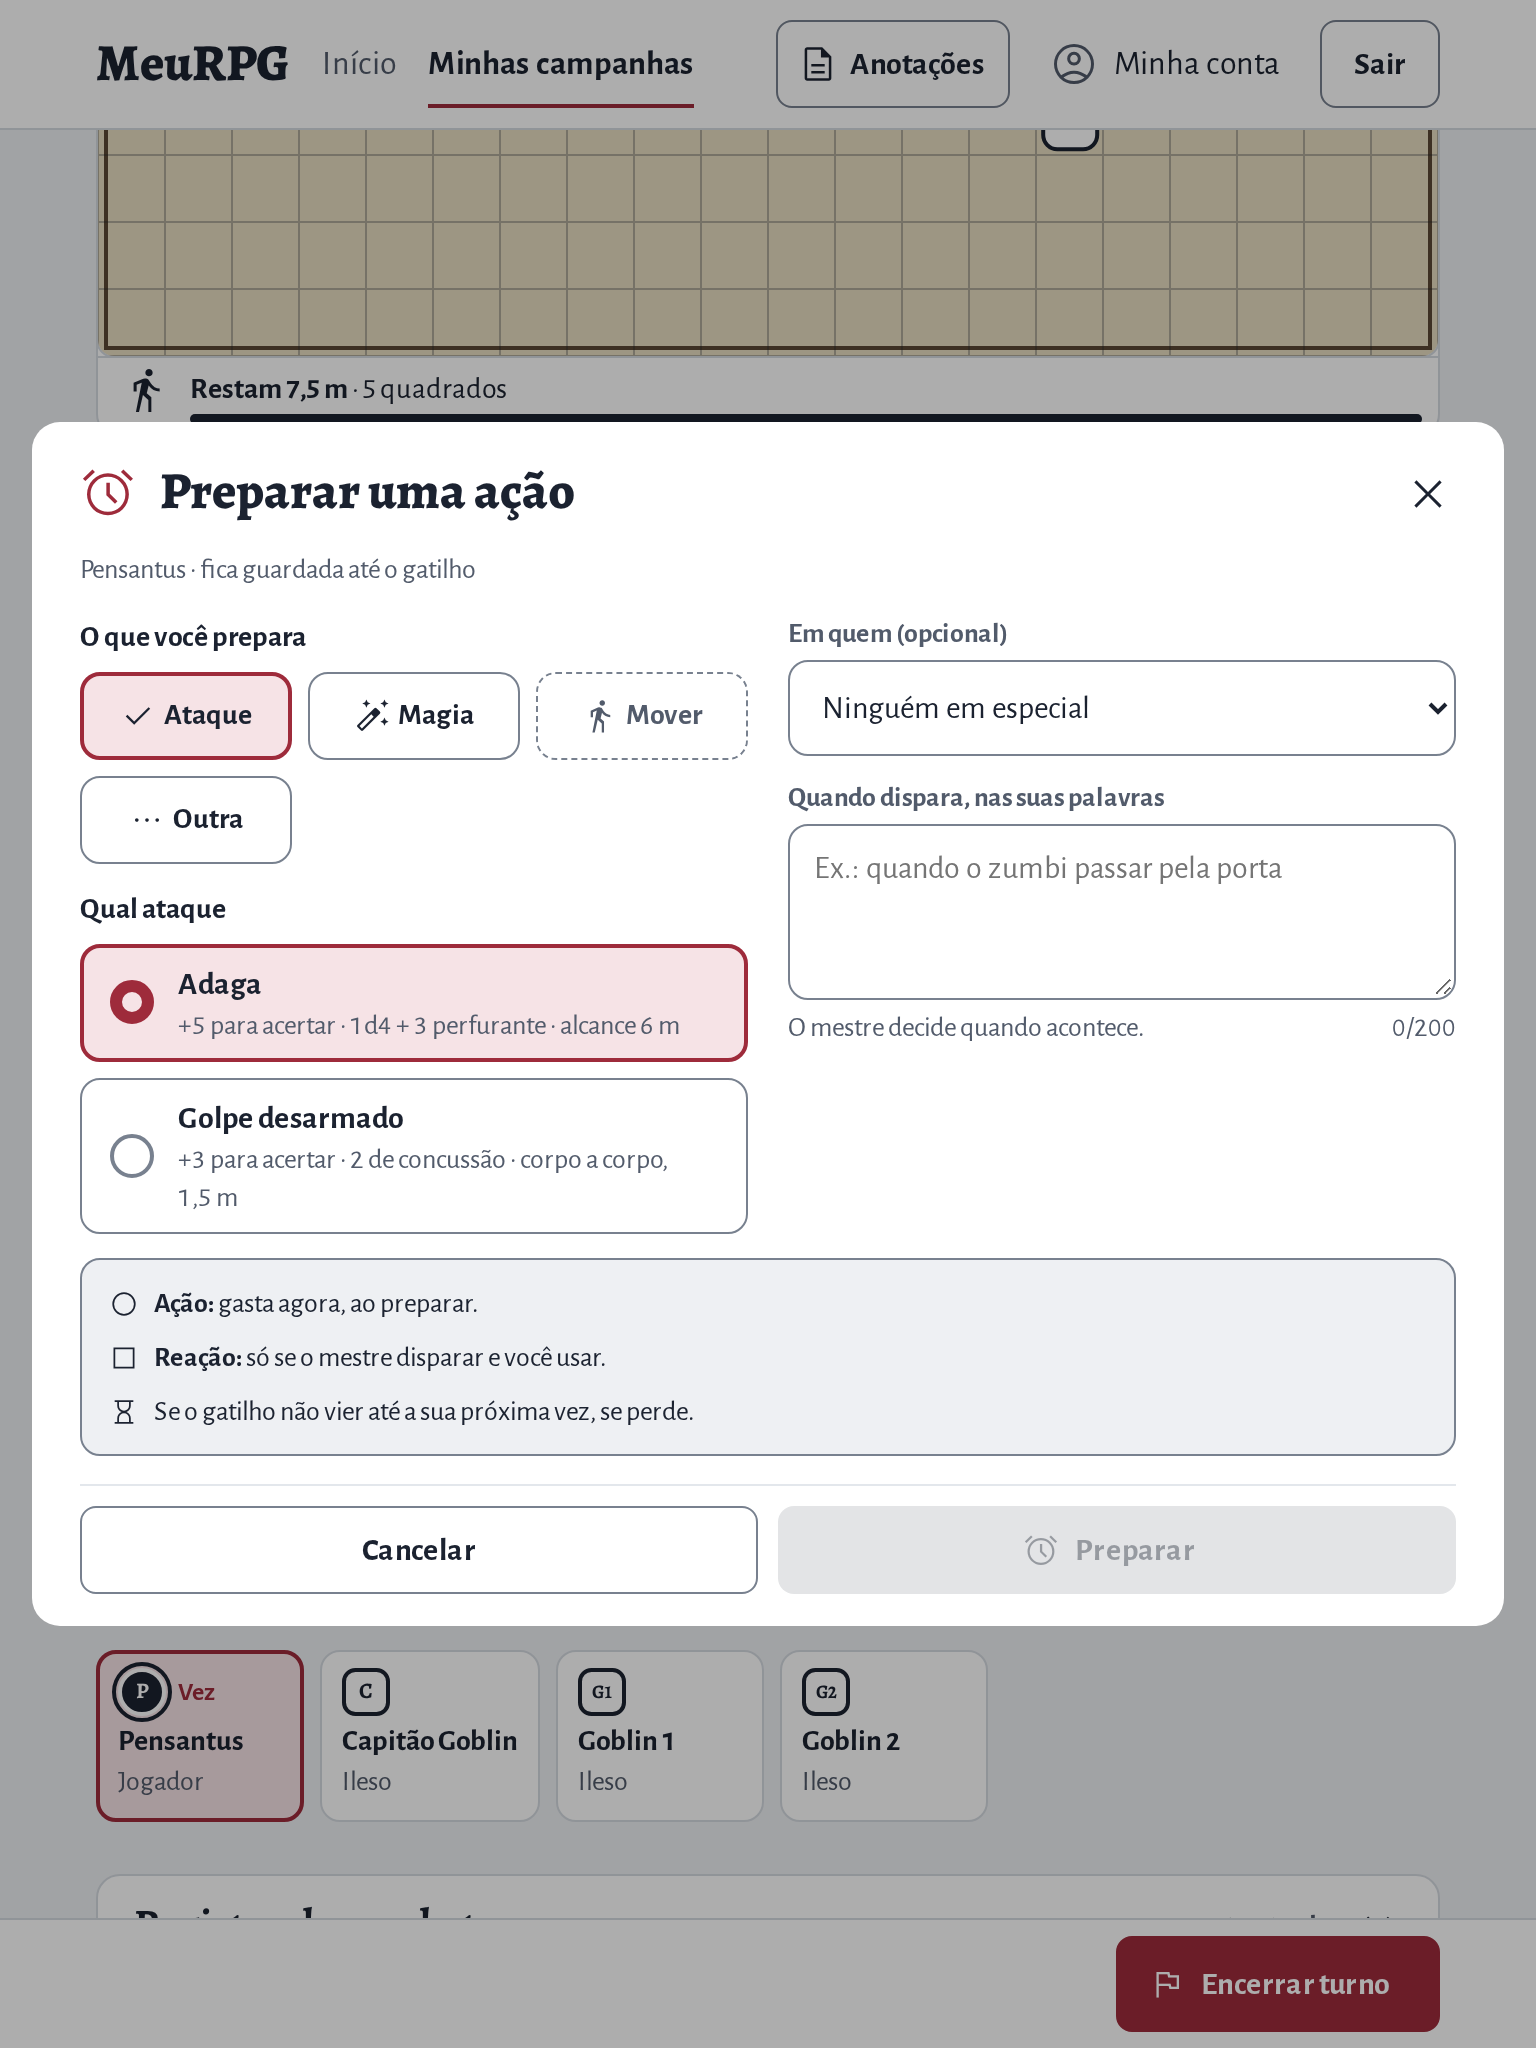 MeuRPG Início Minhas campanhas Anotações Minha conta Sair
Restam 7,5 m · 5 quadrados
Preparar uma ação
Pensantus · fica guardada até o gatilho
O que você prepara
Ataque Magia Mover
Outra
Qual ataque
Adaga
+5 para acertar · 1d4 + 3 perfurante · alcance 6 m
Golpe desarmado
+3 para acertar · 2 de concussão · corpo a corpo,
1,5 m
Em quem (opcional)
Ninguém em especial
Quando dispara, nas suas palavras
Ex.: quando o zumbi passar pela porta
O mestre decide quando acontece. 0/200
Ação: gasta agora, ao preparar.
Reação: só se o mestre disparar e você usar.
Se o gatilho não vier até a sua próxima vez, se perde.
Cancelar Preparar
P Vez
Pensantus
Jogador
C
Capitão Goblin
Ileso
G1
Goblin 1
Ileso
G2
Goblin 2
Ileso
Encerrar turno